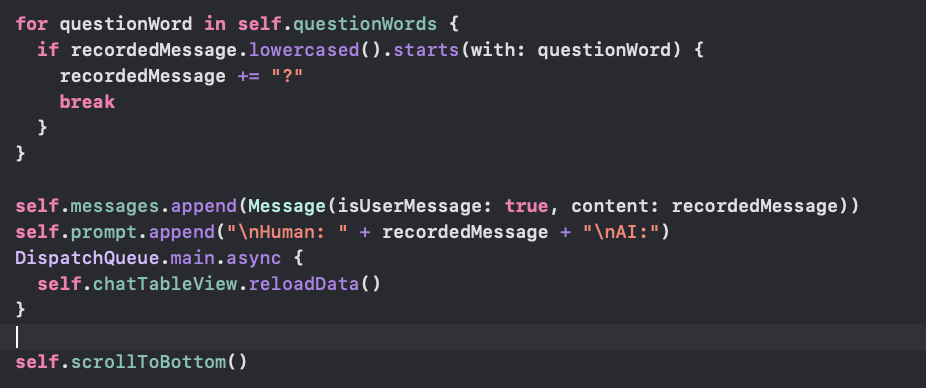 for questionWord in self.questionWords {
  if recordedMessage.lowercased().starts(with: questionWord) {
    recordedMessage += "?"
    break
  }
}

self.messages.append(Message(isUserMessage: true, content: recordedMessage))
self.prompt.append("\nHuman: " + recordedMessage + "\nAI:")
DispatchQueue.main.async {
  self.chatTableView.reloadData()
}

self.scrollToBottom()